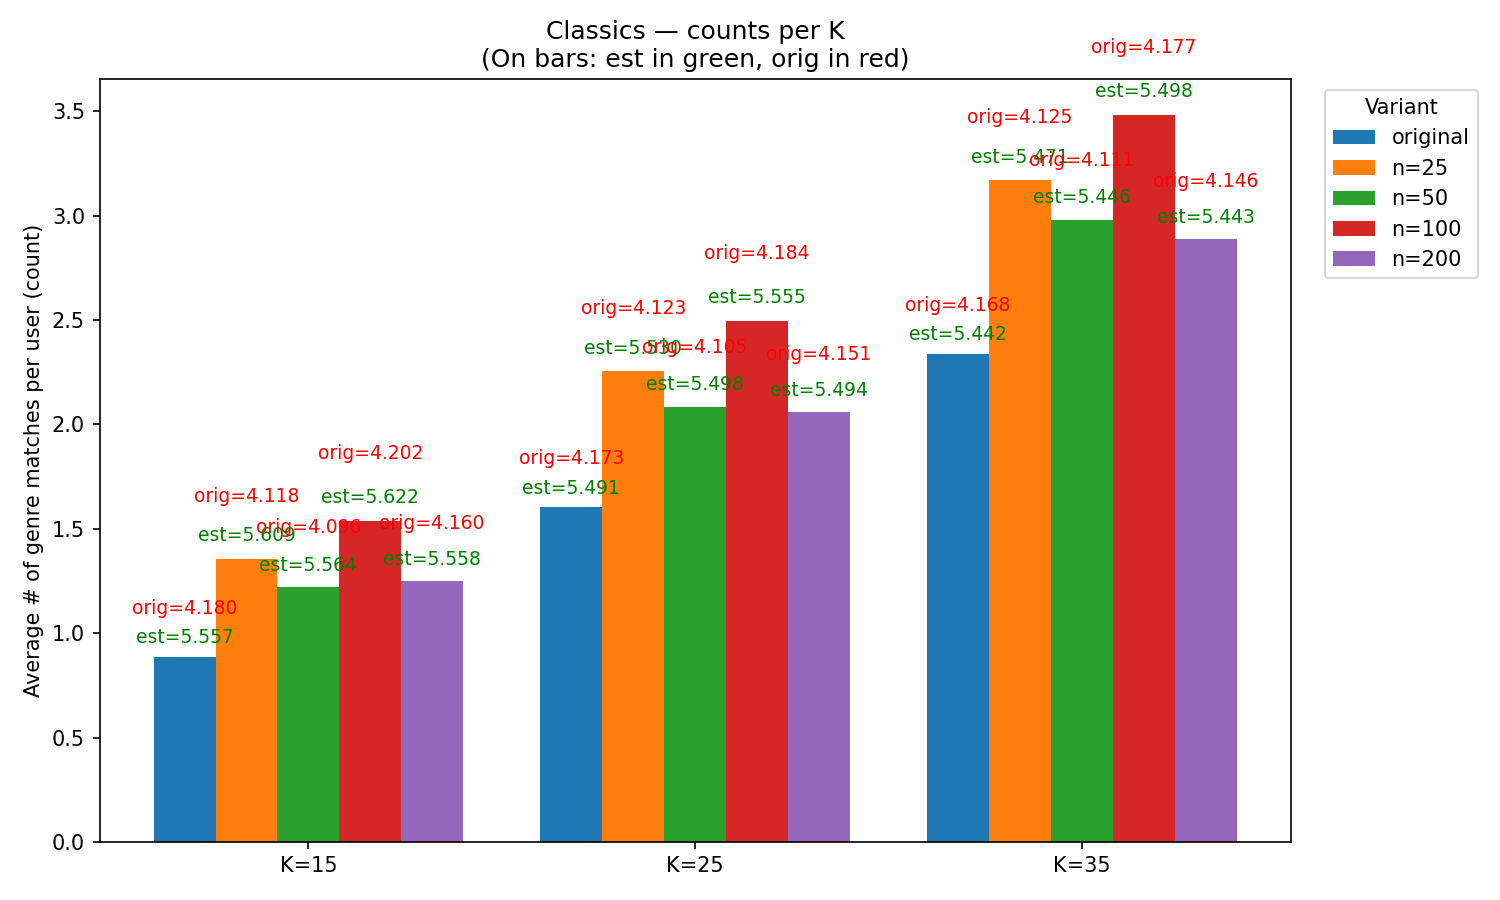 Classics — counts per K
(On bars: est in green, orig in red)
Average # of genre matches per user (count)
3.5
3.0
2.5
2.0
1.5
1.0
0.5
0.0
orig=4.180
est=5.557
orig=4.118
est=5.609
orig=4.096
est=5.564
orig=4.202
est=5.622
orig=4.160
est=5.558
orig=4.173
est=5.491
orig=4.123
est=5.530
orig=4.105
est=5.498
orig=4.184
est=5.555
orig=4.151
est=5.494
orig=4.168
est=5.442
orig=4.125
est=5.471
orig=4.111
est=5.446
orig=4.177
est=5.498
orig=4.146
est=5.443
K=15
K=25
K=35
Variant
original
n=25
n=50
n=100
n=200